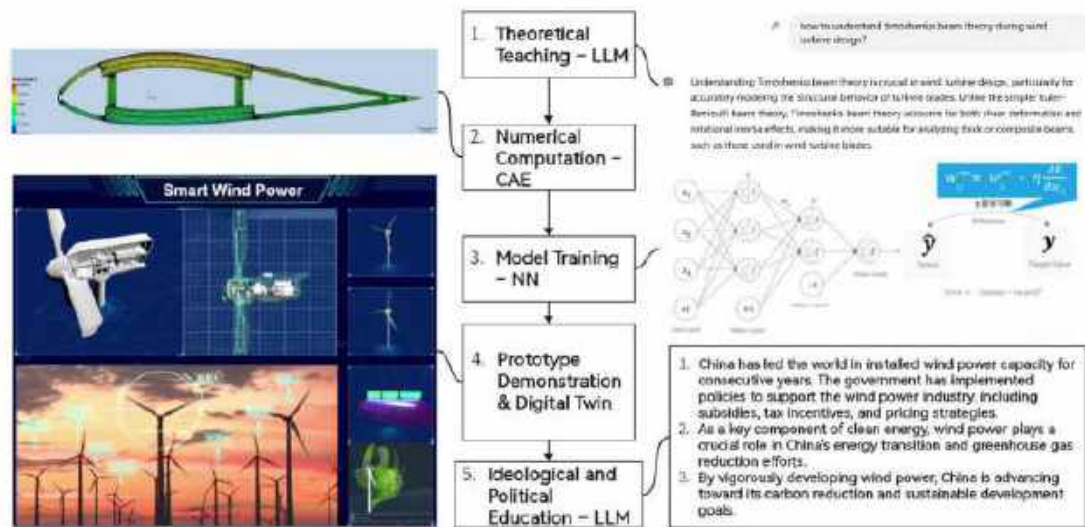 1. Theoretical
Teaching – LLM
2. Numerical
Computation –
CAE
3. Model Training
– NN
4. Prototype
Demonstration
& Digital Twin
5. Ideological and
Political
Education – LLM
Smart Wind Power
how to understand Timoshenko beam theory during wind
turbine design?
Understanding Timoshenko beam theory is crucial in wind turbine design, particularly for
accurately modeling the structural behavior of turbine blades. Unlike the simpler Euler-
Bernoulli beam theory, Timoshenko beam theory accounts for both shear deformation and
rotational inertia effects, making it more suitable for analyzing thick or composite beams,
such as those used in wind turbine blades.
ŷ
y
1. China has led the world in installed wind power capacity for
consecutive years. The government has implemented
policies to support the wind power industry, including
subsidies, tax incentives, and pricing strategies.
2. As a key component of clean energy, wind power plays a
crucial role in China's energy transition and greenhouse gas
reduction efforts.
3. By vigorously developing wind power, China is advancing
toward its carbon reduction and sustainable development
goals.